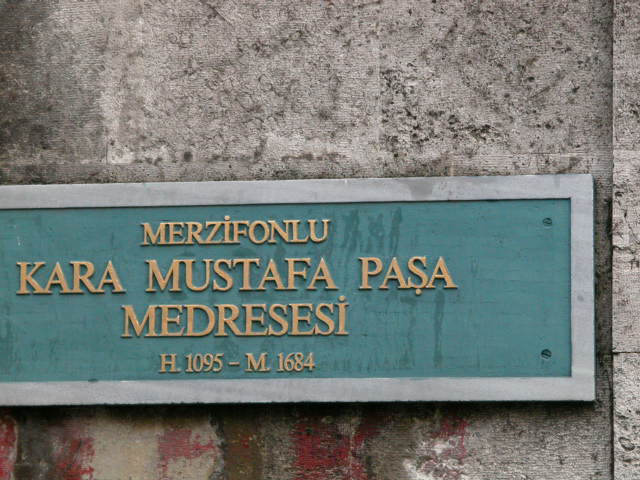 MERZİFONLU
KARA MUSTAFA PAŞA
MEDRESESİ
H. 1095 – M. 1684